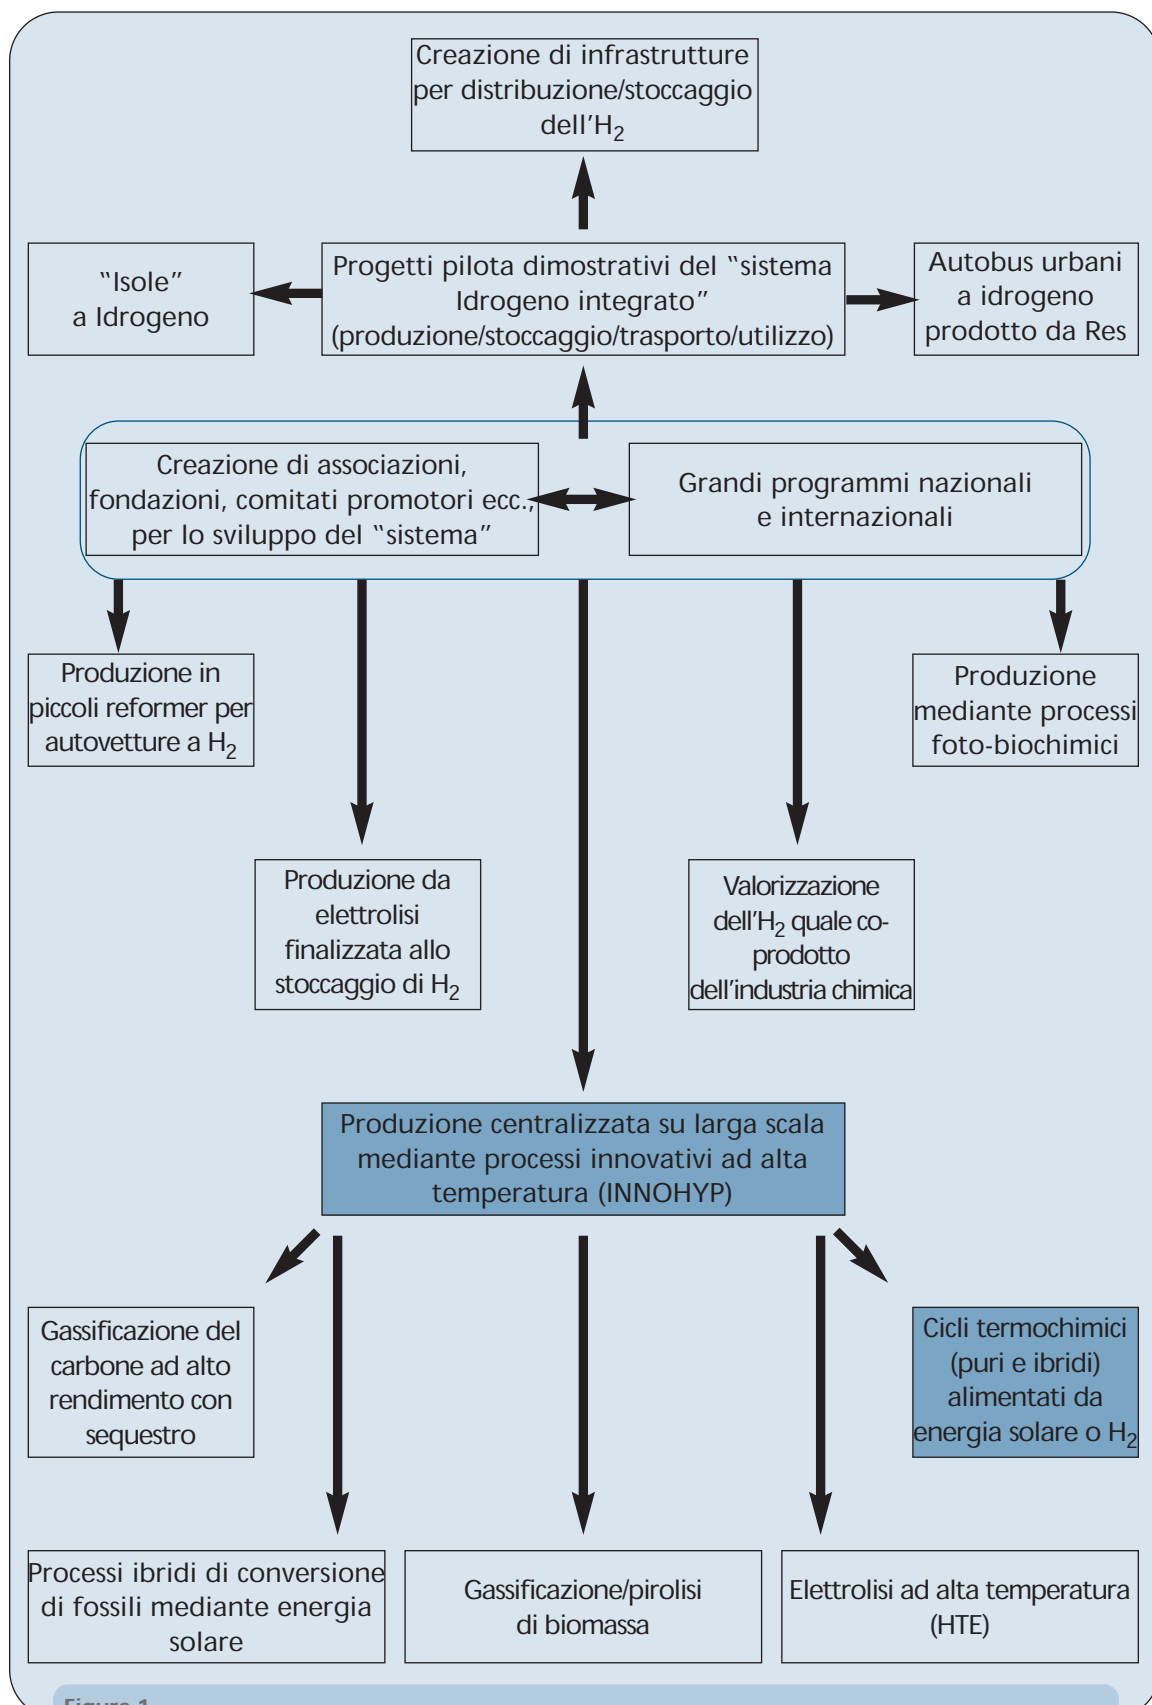 Creazione di infrastrutture
per distribuzione/stoccaggio
dell'H2
"Isole"
a Idrogeno
Progetti pilota dimostrativi del "sistema
Idrogeno integrato"
(produzione/stoccaggio/trasporto/utilizzo)
Autobus urbani
a idrogeno
prodotto da Res
Creazione di associazioni,
fondazioni, comitati promotori ecc.,
per lo sviluppo del "sistema"
Grandi programmi nazionali
e internazionali
Produzione in
piccoli reformer per
autovetture a H2
Produzione
mediante processi
foto-biochimici
Produzione da
elettrolisi
finalizzata allo
stoccaggio di H2
Valorizzazione
dell'H2 quale co-
prodotto
dell'industria chimica
Produzione centralizzata su larga scala
mediante processi innovativi ad alta
temperatura (INNOHYP)
Gassificazione del
carbone ad alto
rendimento con
sequestro
Cicli termochimici
(puri e ibridi)
alimentati da
energia solare o H2
Processi ibridi di conversione
di fossili mediante energia
solare
Gassificazione/pirolisi
di biomassa
Elettrolisi ad alta temperatura
(HTE)
Figura 1